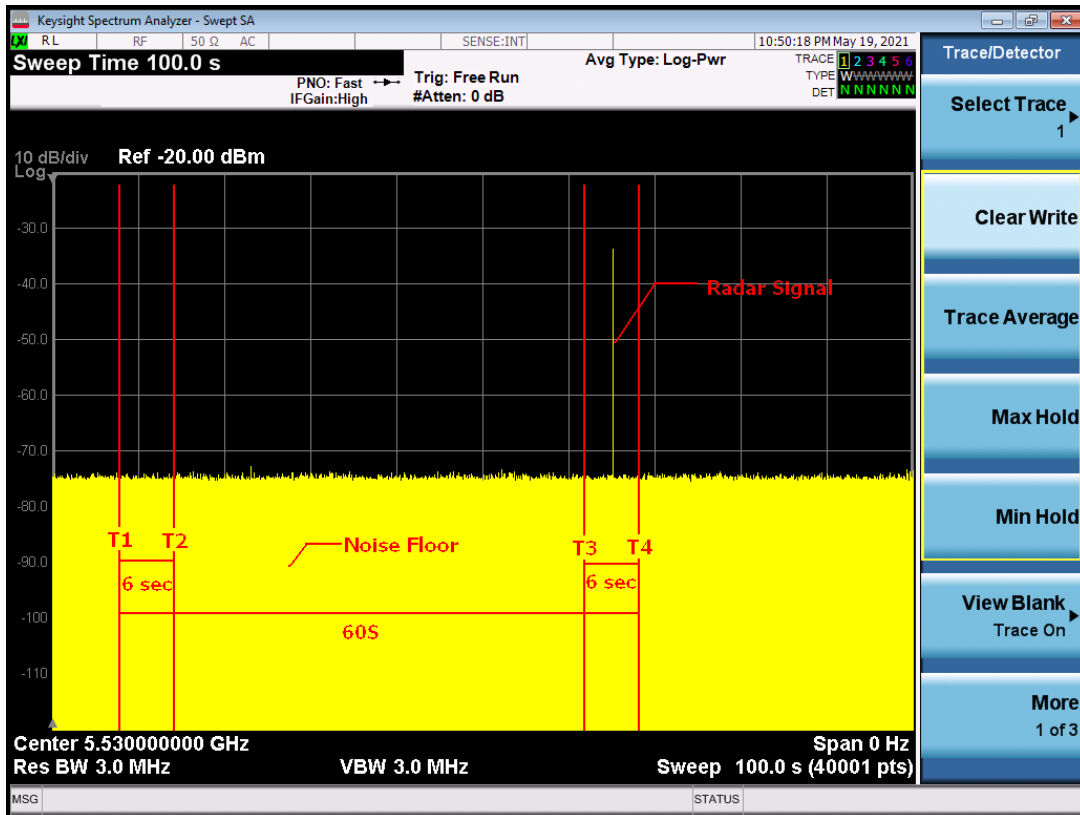 Keysight Spectrum Analyzer - Swept SA
LXI RL RF 50 Ω AC SENSE:INT 10:50:18 PM May 19, 2021
Sweep Time 100.0 s
PNO: Fast
IFGain:High
Trig: Free Run
#Atten: 0 dB
Avg Type: Log-Pwr
TRACE 1 2 3 4 5 6
TYPE WWWWWW
DET N N N N N N
10 dB/div Ref -20.00 dBm
Log
-30.0
-40.0
-50.0
-60.0
-70.0
-80.0
-90.0
-100
-110
Radar Signal
T1 T2
Noise Floor
T3 T4
6 sec
6 sec
60S
Center 5.530000000 GHz Span 0 Hz
Res BW 3.0 MHz VBW 3.0 MHz Sweep 100.0 s (40001 pts)
MSG STATUS
Trace/Detector
Select Trace
1
Clear Write
Trace Average
Max Hold
Min Hold
View Blank
Trace On
More
1 of 3